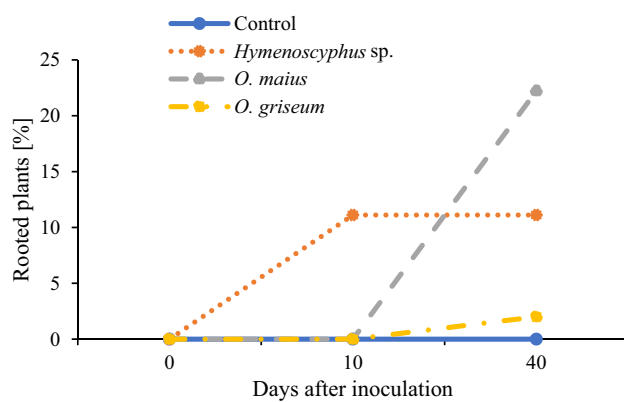 Control
Hymenoscyphus sp.
O. maius
O. griseum
Rooted plants [%]
25
20
15
10
5
0
0 10 40
Days after inoculation